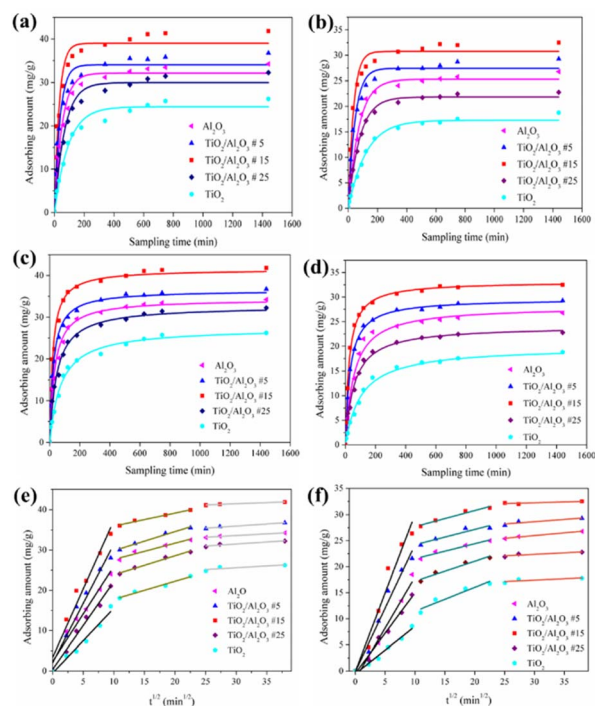 (a)
Adsorbing amount (mg/g)
40
30
20
10
0
Al₂O₃
TiO₂/Al₂O₃ # 5
TiO₂/Al₂O₃ # 15
TiO₂/Al₂O₃ # 25
TiO₂
0 200 400 600 800 1000 1200 1400 1600
Sampling time (min)
(b)
Adsorbing amount (mg/g)
35
30
25
20
15
10
5
0
Al₂O₃
TiO₂/Al₂O₃ #5
TiO₂/Al₂O₃ #15
TiO₂/Al₂O₃ #25
TiO₂
0 200 400 600 800 1000 1200 1400 1600
Sampling time (min)
(c)
Adsorbing amount (mg/g)
40
30
20
10
0
Al₂O₃
TiO₂/Al₂O₃ #5
TiO₂/Al₂O₃ #15
TiO₂/Al₂O₃ #25
TiO₂
0 200 400 600 800 1000 1200 1400 1600
Sampling time (min)
(d)
Adsorbing amount (mg/g)
30
25
20
15
10
5
0
Al₂O₃
TiO₂/Al₂O₃ #5
TiO₂/Al₂O₃ #15
TiO₂/Al₂O₃ #25
TiO₂
0 200 400 600 800 1000 1200 1400 1600
Sampling time (min)
(e)
Adsorbing amount (mg/g)
40
30
20
10
0
Al₂O
TiO₂/Al₂O₃ #5
TiO₂/Al₂O₃ #15
TiO₂/Al₂O₃ #25
TiO₂
0 5 10 15 20 25 30 35
t^1/2 (min^1/2)
(f)
Adsorbing amount (mg/g)
35
30
25
20
15
10
5
0
Al₂O₃
TiO₂/Al₂O₃ #5
TiO₂/Al₂O₃ #15
TiO₂/Al₂O₃ #25
TiO₂
0 5 10 15 20 25 30 35
t^1/2 (min^1/2)